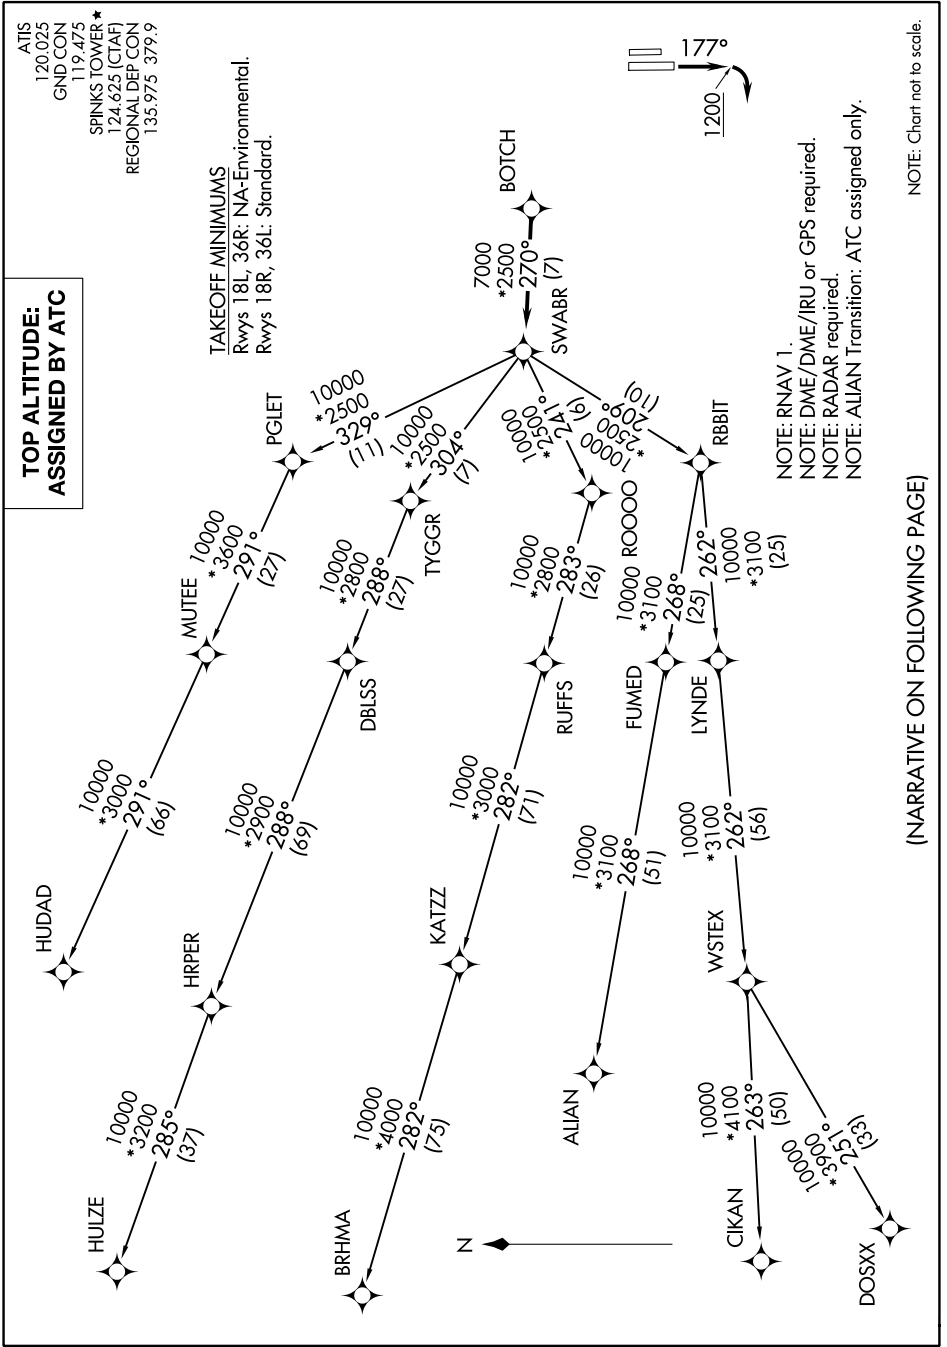 TOP ALTITUDE:
ASSIGNED BY ATC
ATIS
120.025
GND CON
119.475
SPINKS TOWER★
124.625 (CTAF)
REGIONAL DEP CON
135.975 379.9
TAKEOFF MINIMUMS
Rwys 18L, 36R: NA-Environmental.
Rwys 18R, 36L: Standard.
HULZE
10000
*3200
285°
(37)
HRPER
10000
*2900
288°
(69)
DBLSS
10000
*2800
288°
(27)
TYGGR
10000
*2500
304°
(7)
HUDAD
10000
*3000
291°
(66)
MUTEE
10000
*3600
291°
(27)
PGLET
10000
*2500
329°
(11)
BRHMA
10000
*4000
282°
(75)
KATZZ
10000
*3000
282°
(71)
RUFFS
10000
*2800
283°
(26)
ROOOO
10000
*2500
241°
(6)
SWABR
7000
*2500
270°
(7)
BOTCH
ALIAN
10000
*3100
268°
(51)
FUMED
10000
*3100
268°
(25)
RBBIT
10000
*2500
209°
(10)
LYNDE
262°
10000
*3100
(25)
10000
*3100
262°
(56)
WSTEX
CIKAN
10000
*4100
263°
(50)
DOSXX
10000
*3900
251°
(33)
N
177°
1200
NOTE: RNAV 1.
NOTE: DME/DME/IRU or GPS required.
NOTE: RADAR required.
NOTE: ALIAN Transition: ATC assigned only.
(NARRATIVE ON FOLLOWING PAGE)
NOTE: Chart not to scale.